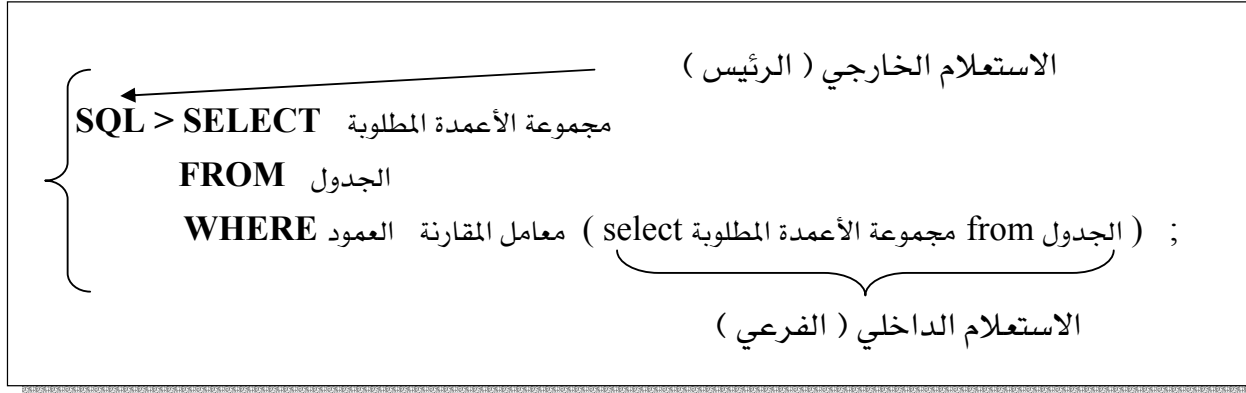 الاستعلام الخارجي ( الرئيس )
SQL > SELECT مجموعة الأعمدة المطلوبة
FROM الجدول
WHERE العمود معامل المقارنة ( select مجموعة الأعمدة المطلوبة from الجدول ) ;
الاستعلام الداخلي ( الفرعي )